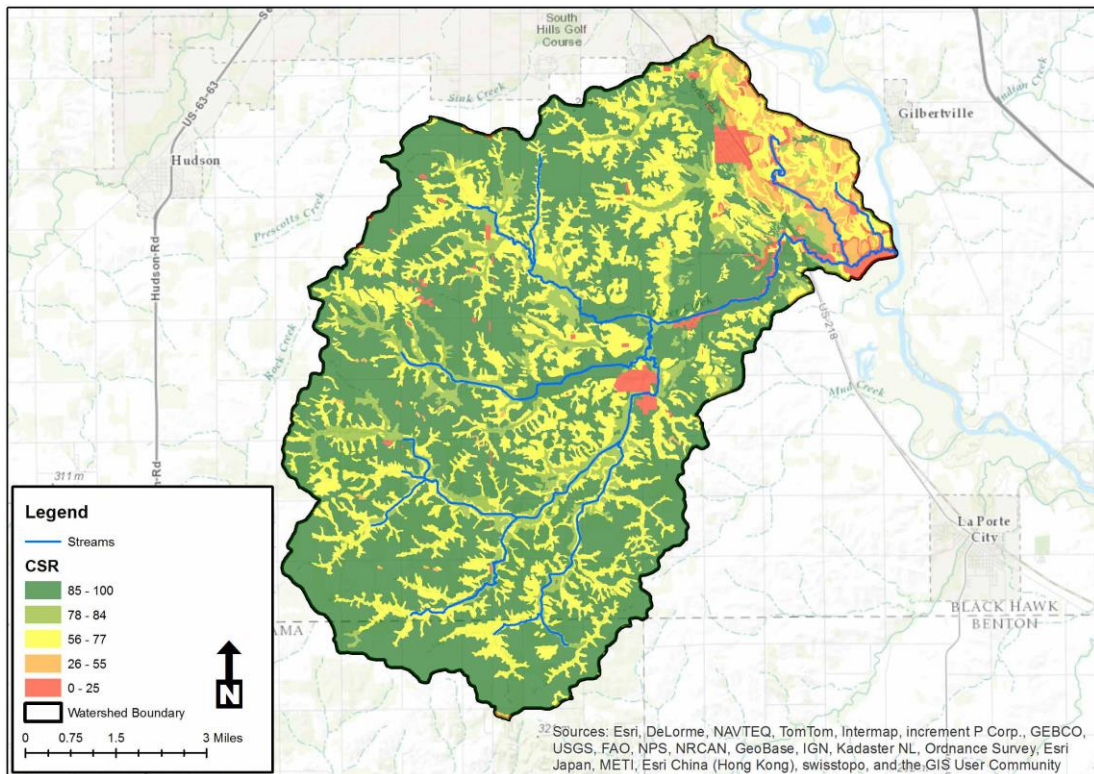 US-63-63
South
Hills Golf
Course
Sink Creek
Indian Creek
Gilbertville
Hudson
Prescotts Creek
Hudson-Rd
Rock Creek
US-218
Mud Creek
311 m
La Porte
City
BLACK HAWK
BENTON
AMA
Legend
Streams
CSR
85 - 100
78 - 84
56 - 77
26 - 55
0 - 25
Watershed Boundary
N
0 0.75 1.5 3 Miles
Sources: Esri, DeLorme, NAVTEQ, TomTom, Intermap, increment P Corp., GEBCO,
USGS, FAO, NPS, NRCAN, GeoBase, IGN, Kadaster NL, Ordnance Survey, Esri
Japan, METI, Esri China (Hong Kong), swisstopo, and the GIS User Community